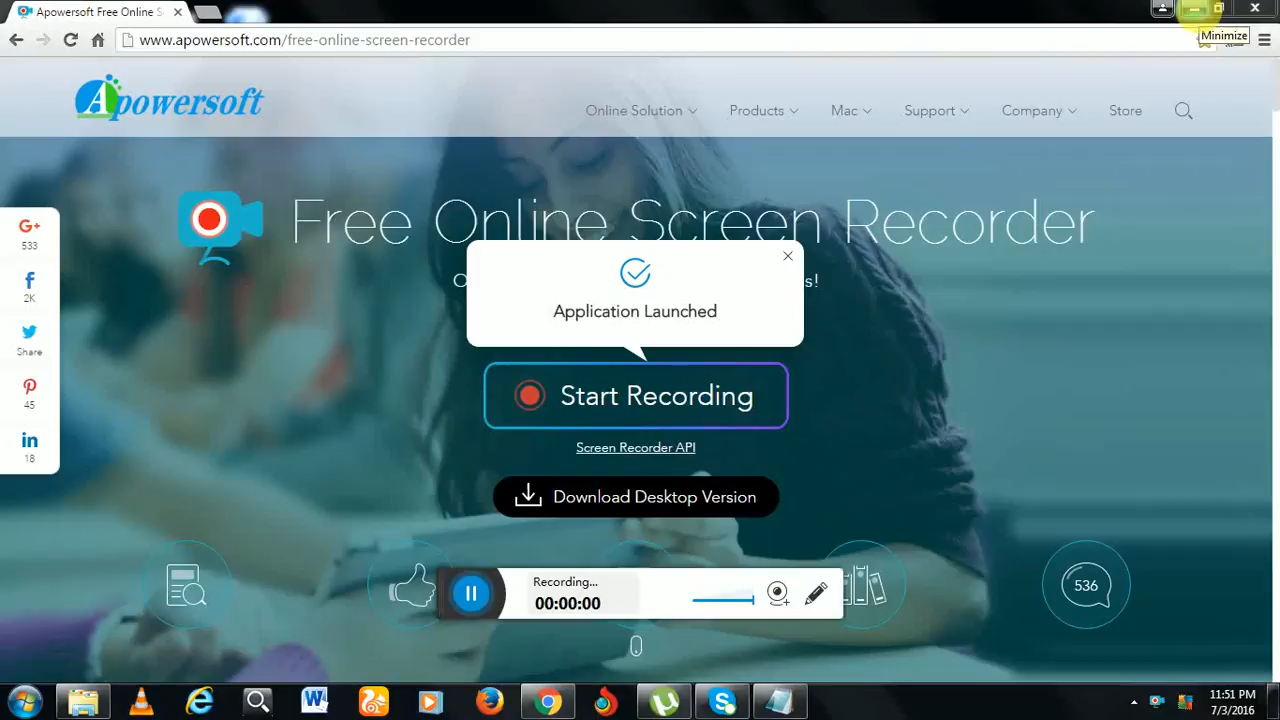 Apowersoft Free Online S
www.apowersoft.com/free-online-screen-recorder
Minimize
Apowersoft
Online Solution
Products
Mac
Support
Company
Store
Free Online Screen Recorder
G+
533
f
2K
Share
45
in
18
O
s!
Application Launched
Start Recording
Screen Recorder API
Download Desktop Version
536
Recording...
00:00:00
11:51 PM
7/3/2016